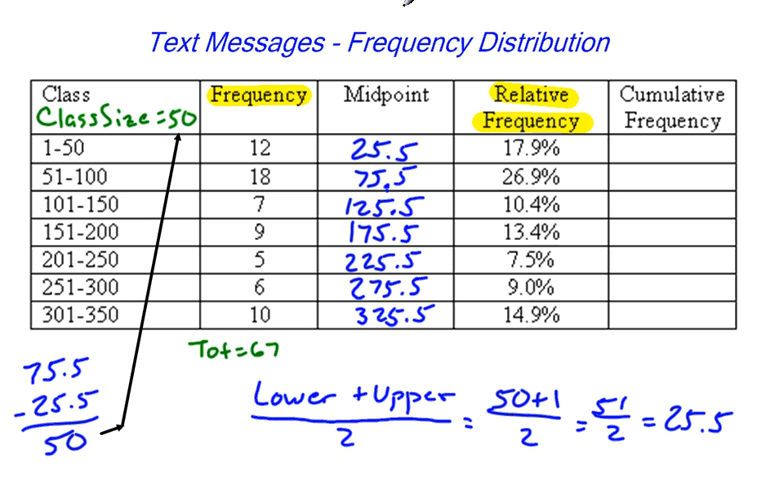 Text Messages - Frequency Distribution
Class Frequency Midpoint Relative Frequency Cumulative Frequency
ClassSize=50
1-50 12 25.5 17.9%
51-100 18 75.5 26.9%
101-150 7 125.5 10.4%
151-200 9 175.5 13.4%
201-250 5 225.5 7.5%
251-300 6 275.5 9.0%
301-350 10 325.5 14.9%
Tot=67
75.5
-25.5
50
Lower + Upper / 2 = 50+1 / 2 = 51 / 2 = 25.5